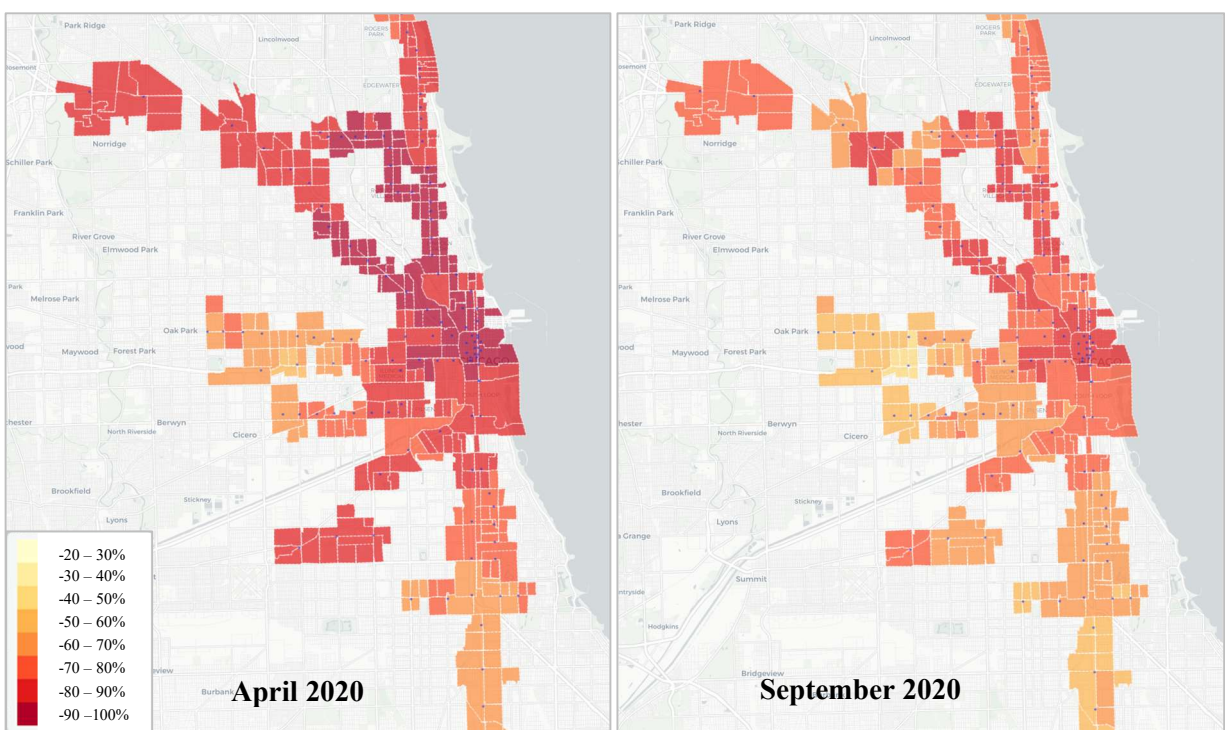 Park Ridge
Lincolnwood
ROGERS
PARK
EDGEWATER
Norridge
Schiller Park
Franklin Park
River Grove
Elmwood Park
Park
Melrose Park
Oak Park
Maywood
Forest Park
North Riverside
Berwyn
Cicero
Brookfield
Stickney
Lyons
Burbank
-20 – 30%
-30 – 40%
-40 – 50%
-50 – 60%
-60 – 70%
-70 – 80%
-80 – 90%
-90 –100%
April 2020
Park Ridge
Lincolnwood
ROGERS
PARK
EDGEWATER
Norridge
Schiller Park
Franklin Park
River Grove
Elmwood Park
Park
Melrose Park
Oak Park
Maywood
Forest Park
CHICAGO
North Riverside
Berwyn
Cicero
Brookfield
Stickney
Lyons
a Grange
Summit
Hodgkins
Bridgeview
September 2020